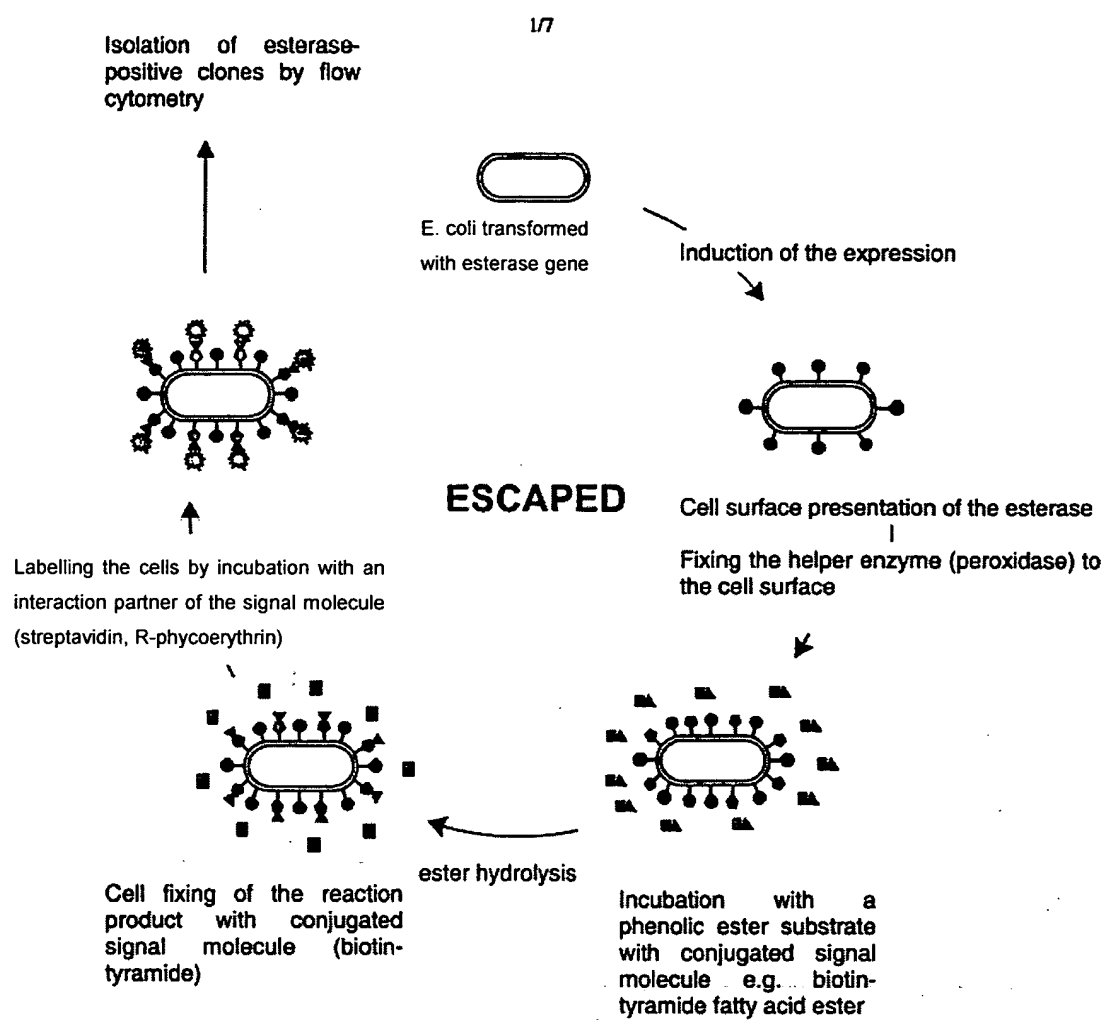 1/7
Isolation of esterase-
positive clones by flow
cytometry
E. coli transformed
with esterase gene
Induction of the expression
ESCAPED
Cell surface presentation of the esterase
Fixing the helper enzyme (peroxidase) to
the cell surface
Labelling the cells by incubation with an
interaction partner of the signal molecule
(streptavidin, R-phycoerythrin)
ester hydrolysis
Cell fixing of the reaction
product with conjugated
signal molecule (biotin-
tyramide)
Incubation with a
phenolic ester substrate
with conjugated signal
molecule e.g. biotin-
tyramide fatty acid ester